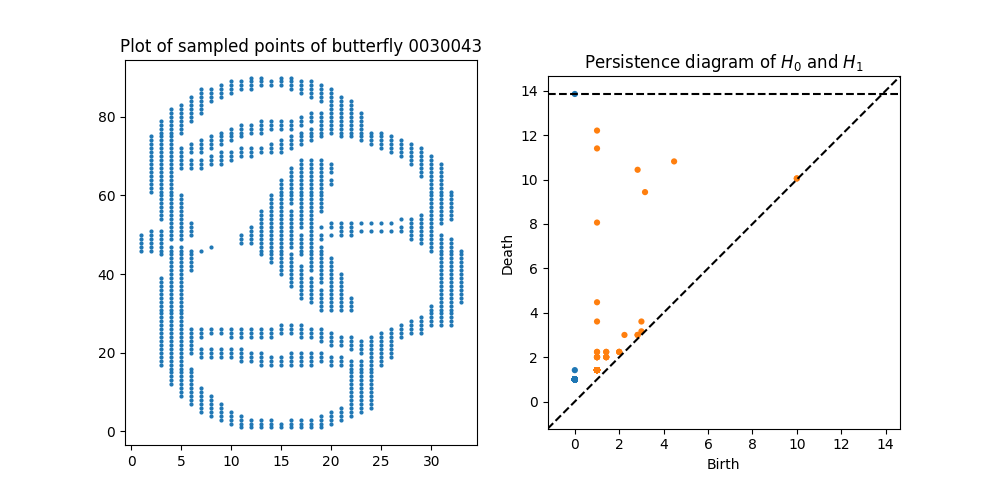 Plot of sampled points of butterfly 0030043
80
60
40
20
0
0 5 10 15 20 25 30
Persistence diagram of $H_0$ and $H_1$
14
12
10
8
6
4
2
0
Death
0 2 4 6 8 10 12 14
Birth